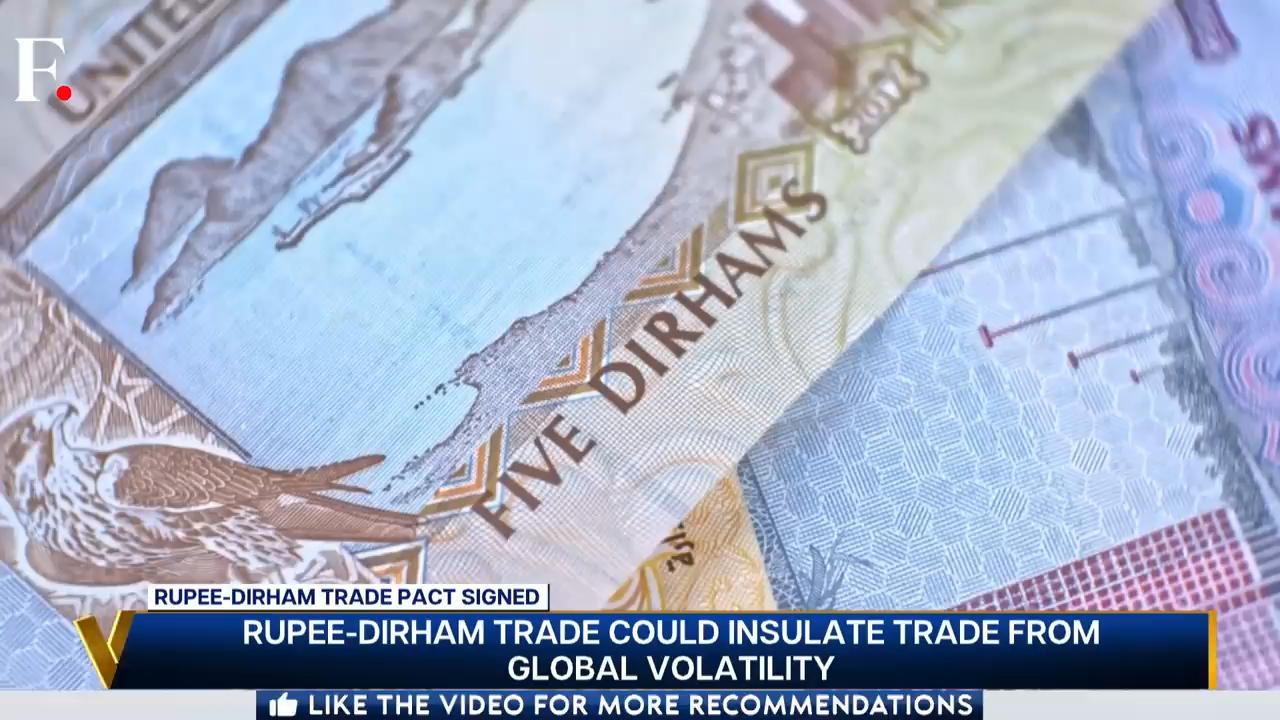 F.
UNITED
2017
FIVE DIRHAMS
RUPEE-DIRHAM TRADE PACT SIGNED
RUPEE-DIRHAM TRADE COULD INSULATE TRADE FROM
GLOBAL VOLATILITY
LIKE THE VIDEO FOR MORE RECOMMENDATIONS